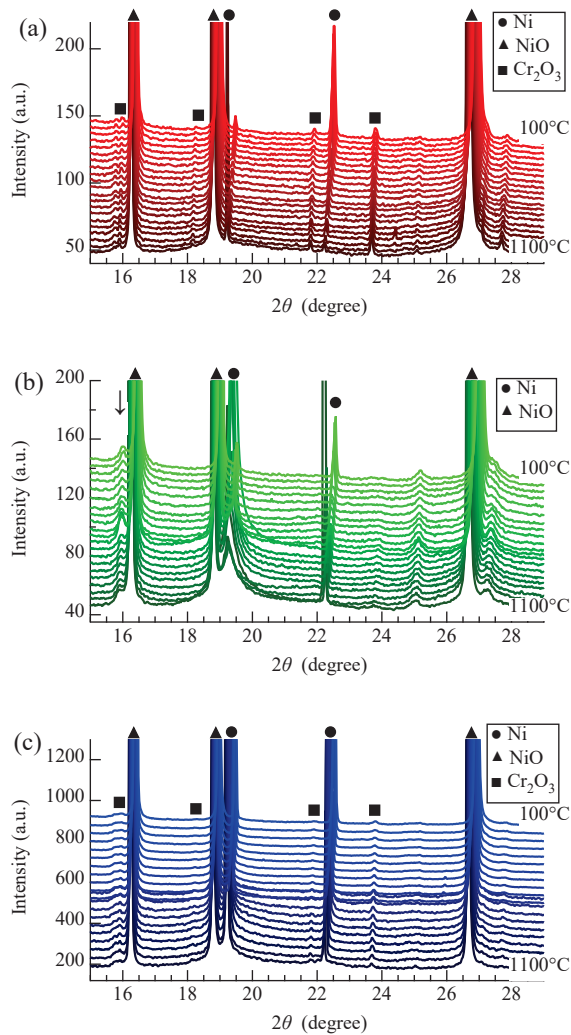 (a)
● Ni
▲ NiO
■ Cr₂O₃
200
150
100
50
Intensity (a.u.)
100°C
1100°C
16 18 20 22 24 26 28
2θ (degree)
(b)
● Ni
▲ NiO
↓
200
160
120
80
40
Intensity (a.u.)
100°C
1100°C
16 18 20 22 24 26 28
2θ (degree)
(c)
● Ni
▲ NiO
■ Cr₂O₃
1200
1000
800
600
400
200
Intensity (a.u.)
100°C
1100°C
16 18 20 22 24 26 28
2θ (degree)